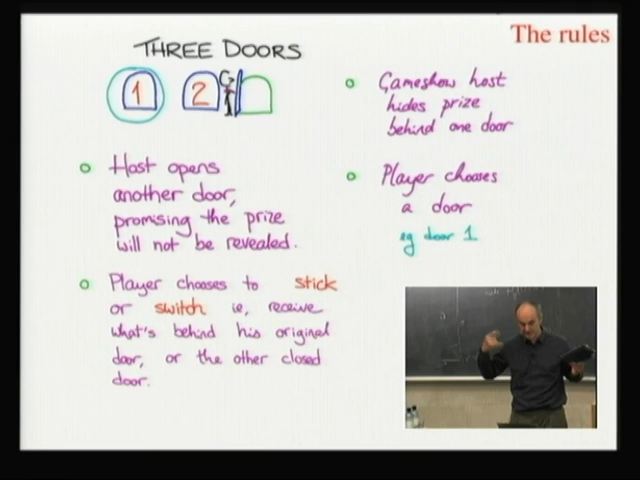 The rules
THREE DOORS
1 2
Gameshow host
hides prize
behind one door
Player chooses
a door
eg door 1
Host opens
another door,
promising the prize
will not be revealed.
Player chooses to stick
or switch ie, receive
what's behind his original
door, or the other closed
door.